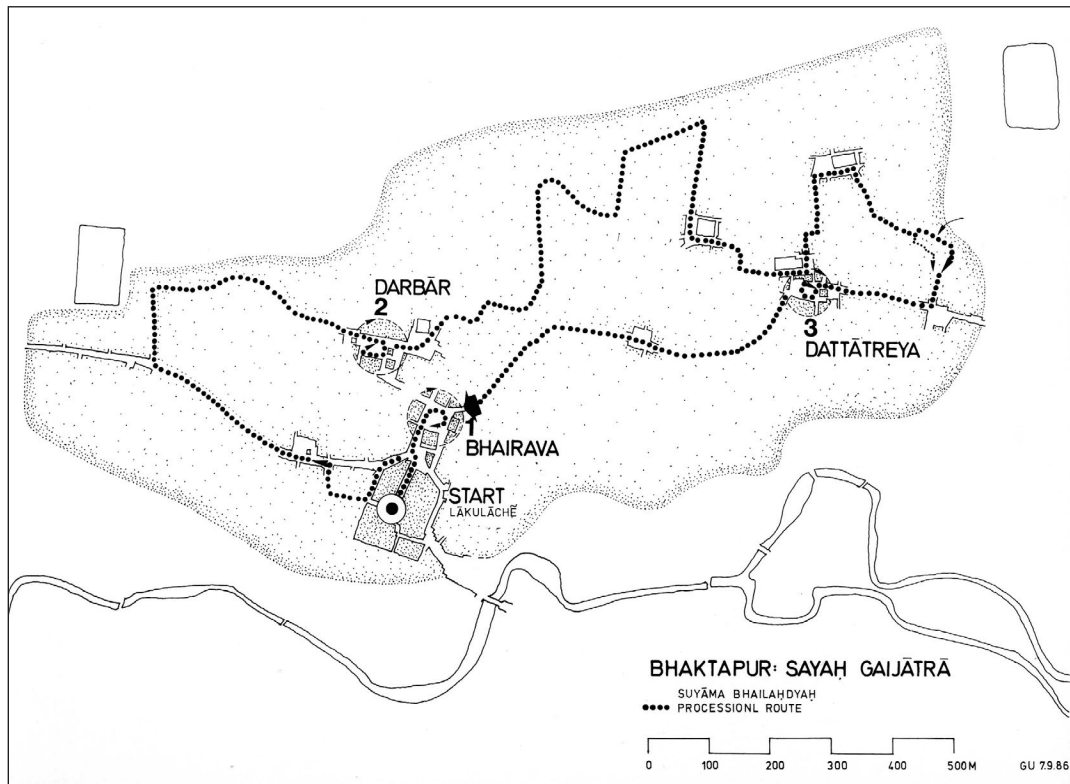 DARBĀR
2
3
DATTĀTREYA
1
BHAIRAVA
START
LĀKULĀCHẼ
BHAKTAPUR: SAYAḤ GAIJĀTRĀ
SUYĀMA BHAILAḤDYAḤ
PROCESSIONL ROUTE
0 100 200 300 400 500M
GU 7.9.86